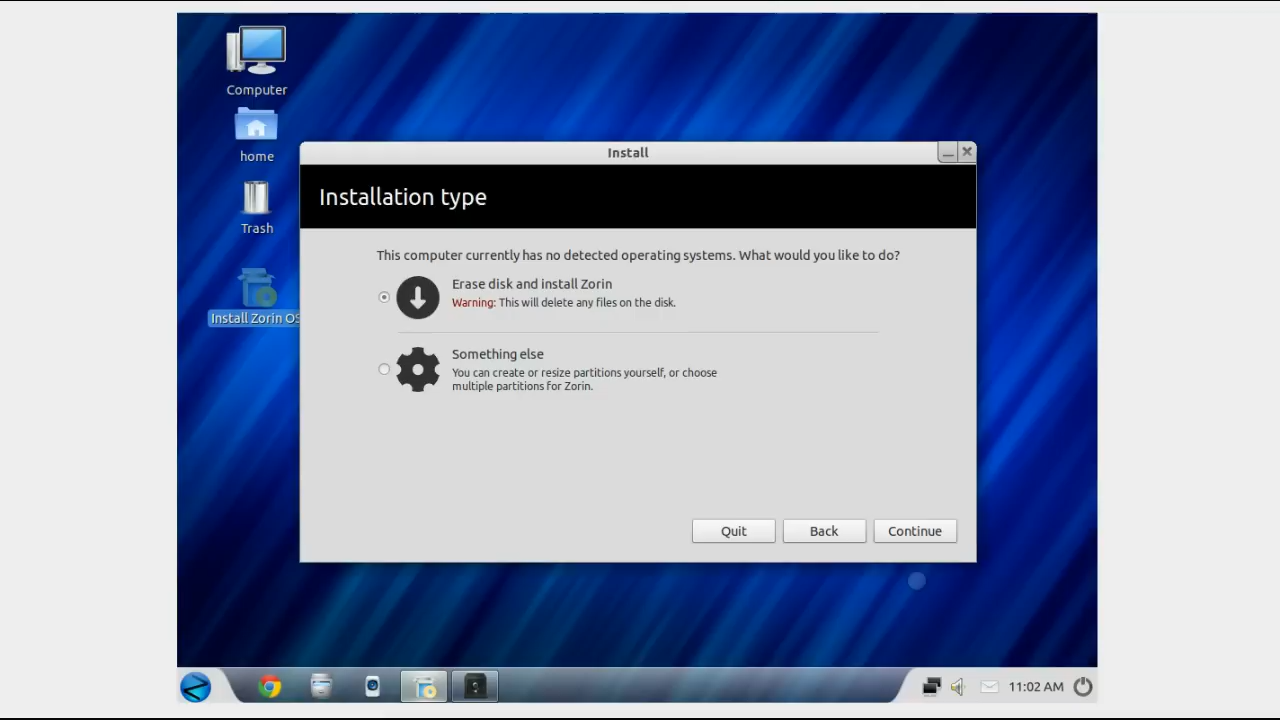 Computer
home
Trash
Install Zorin OS
Install
Installation type
This computer currently has no detected operating systems. What would you like to do?
Erase disk and install Zorin
Warning: This will delete any files on the disk.
Something else
You can create or resize partitions yourself, or choose
multiple partitions for Zorin.
Quit
Back
Continue
11:02 AM